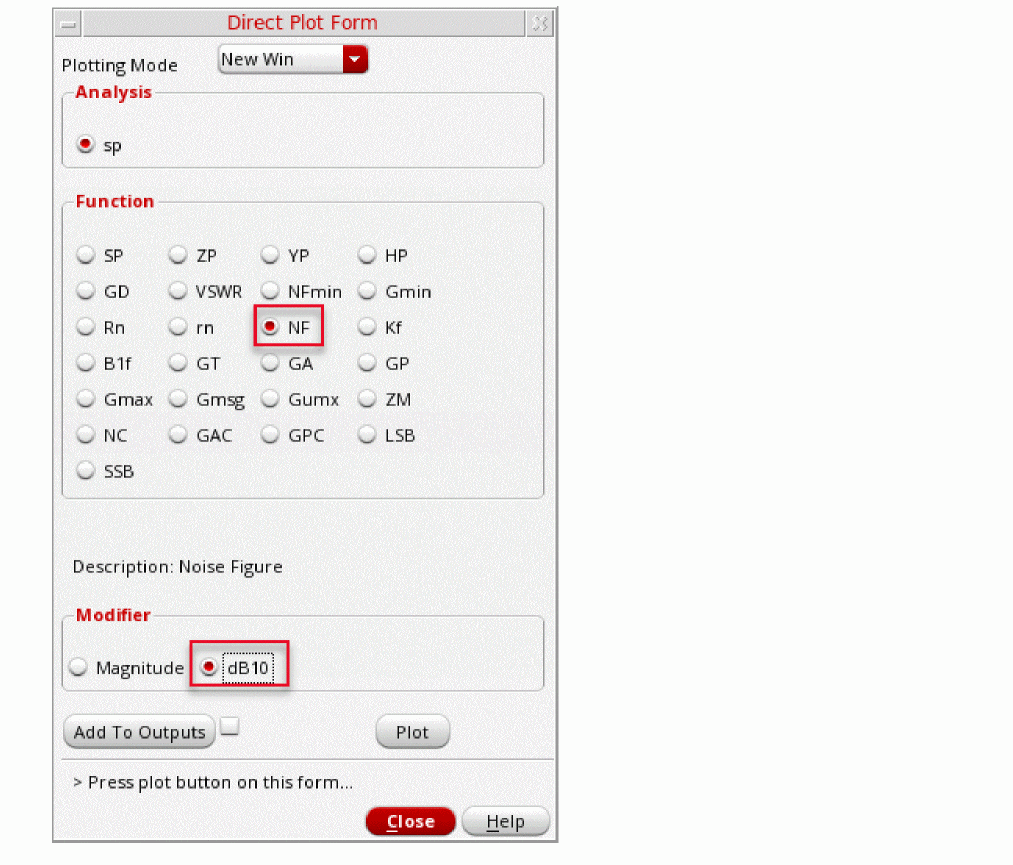 Direct Plot Form
Plotting Mode New Win
Analysis
sp
Function
SP ZP YP HP
GD VSWR NFmin Gmin
Rn rn NF Kf
B1f GT GA GP
Gmax Gmsg Gumx ZM
NC GAC GPC LSB
SSB
Description: Noise Figure
Modifier
Magnitude dB10
Add To Outputs Plot
> Press plot button on this form...
Close Help